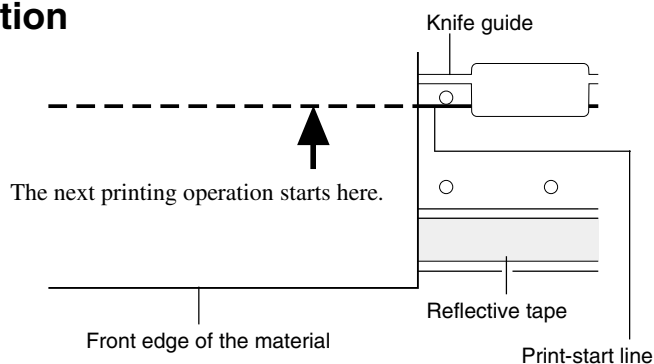 tion
Knife guide
The next printing operation starts here.
Reflective tape
Front edge of the material
Print-start line